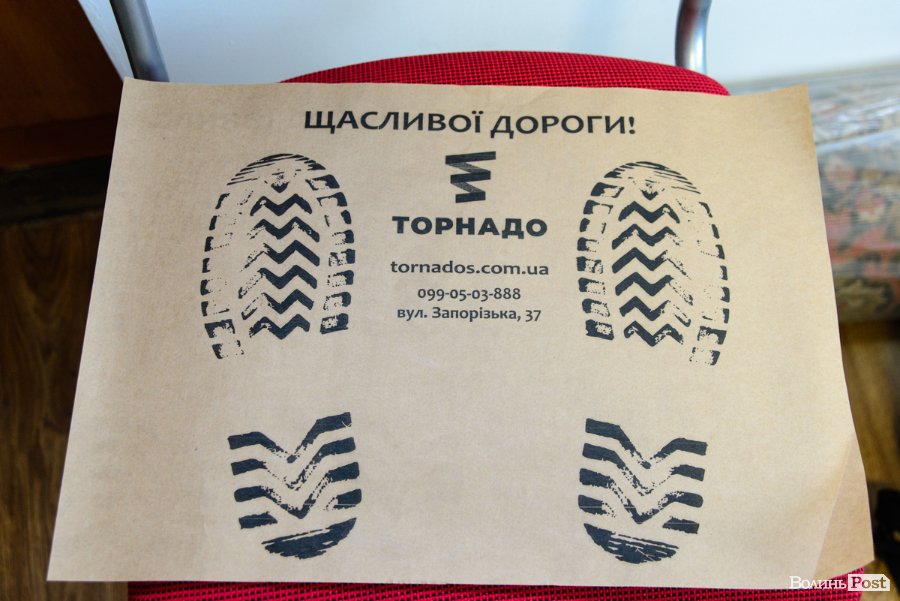 ЩАСЛИВОЇ ДОРОГИ!
ТОРНАДО
tornados.com.ua
099-05-03-888
вул. Запорізька, 37
ВолиньPost